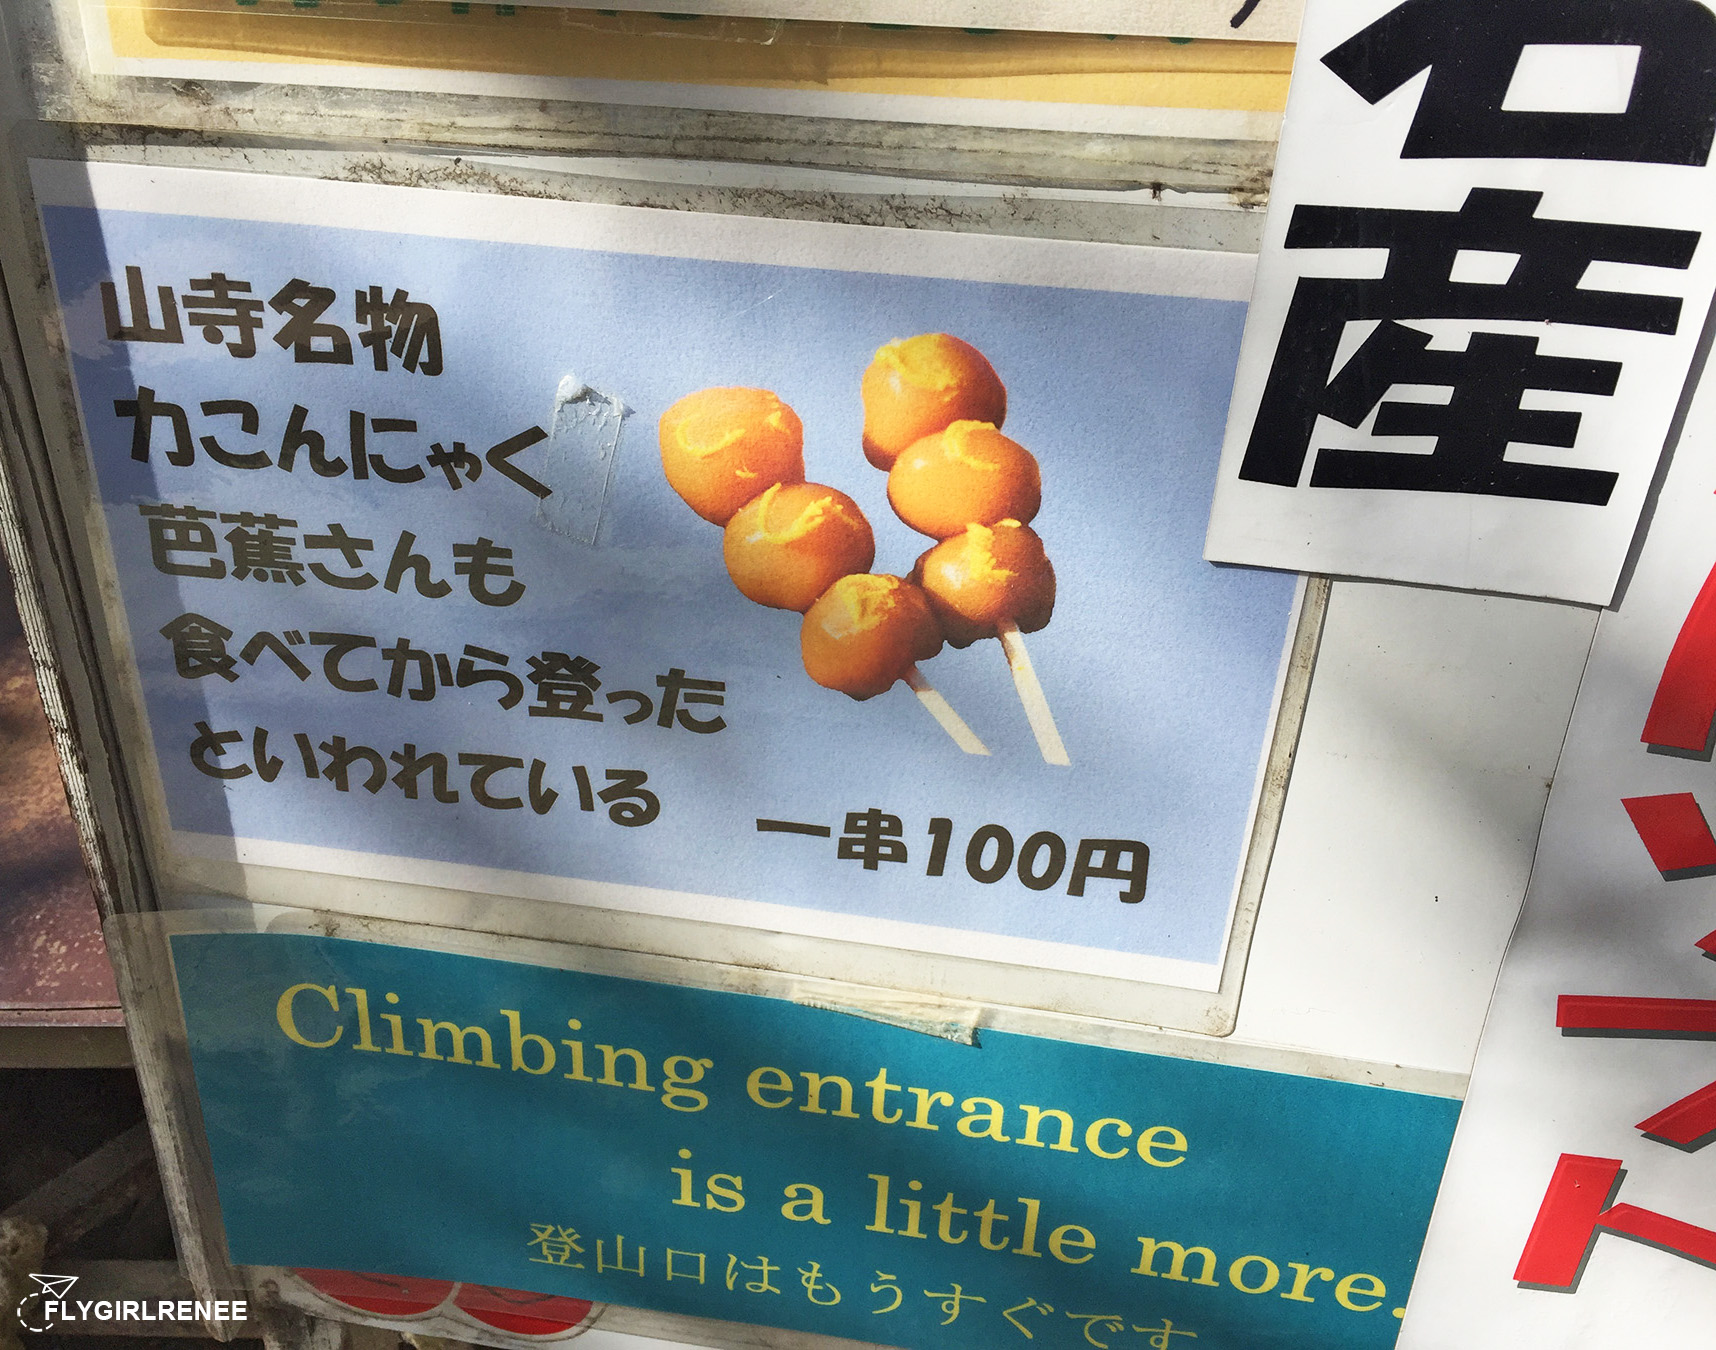 名産
山寺名物
力こんにゃく
芭蕉さんも
食べてから登った
といわれている
一串100円
Climbing entrance
is a little more.
登山口はもうすぐです
FLYGIRLRENEE